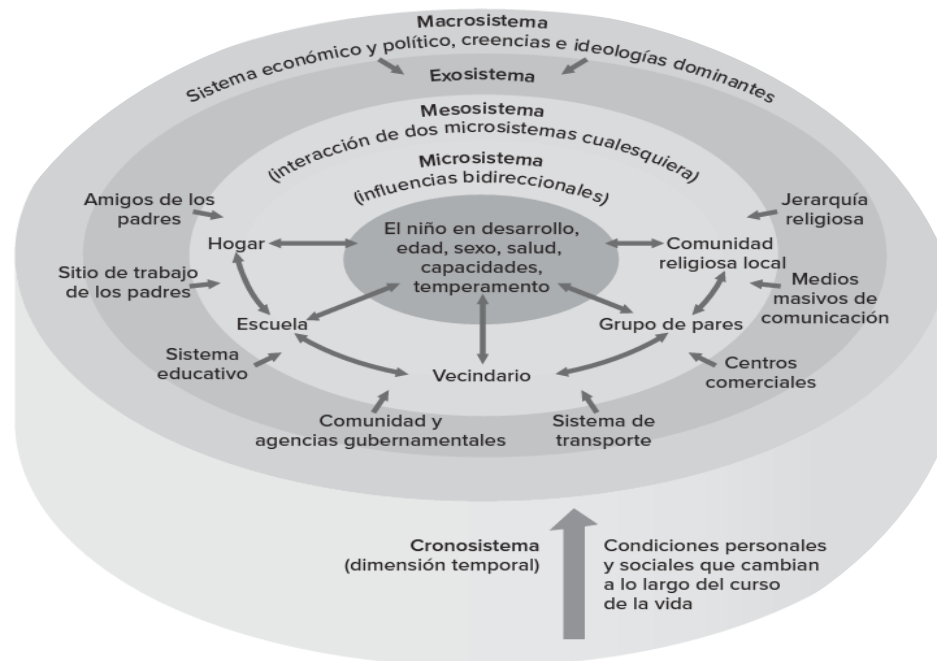 Macrosistema
Sistema económico y político, creencias e ideologías dominantes
Exosistema
Mesosistema
(interacción de dos microsistemas cualesquiera)
Microsistema
(influencias bidireccionales)
Amigos de los
padres
Jerarquía
religiosa
El niño en desarrollo,
edad, sexo, salud,
capacidades,
temperamento
Hogar
Comunidad
religiosa local
Sitio de trabajo
de los padres
Medios
masivos de
comunicación
Escuela
Grupo de pares
Sistema
educativo
Vecindario
Centros
comerciales
Comunidad y
agencias gubernamentales
Sistema de
transporte
Cronosistema
(dimensión temporal)
Condiciones personales
y sociales que cambian
a lo largo del curso
de la vida